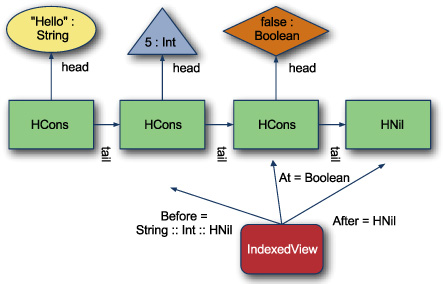 "Hello" :
String
5 : Int
false :
Boolean
head
head
head
HCons
HCons
HCons
HNil
tail
tail
tail
At = Boolean
Before =
String :: Int :: HNil
After = HNil
IndexedView